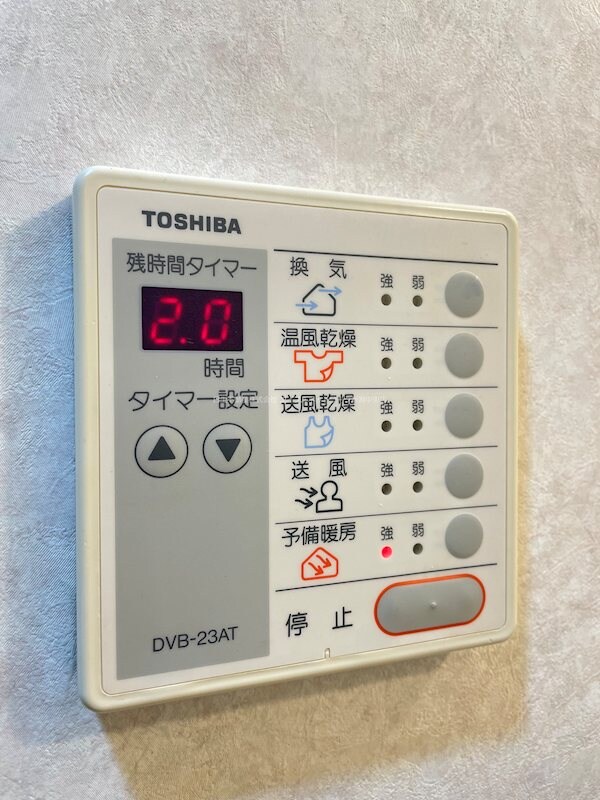 TOSHIBA
残時間タイマー
2.0
時間
タイマー設定
DVB-23AT
換 気
強 弱
温風乾燥
強 弱
送風乾燥
強 弱
送 風
強 弱
予備暖房
強 弱
停 止